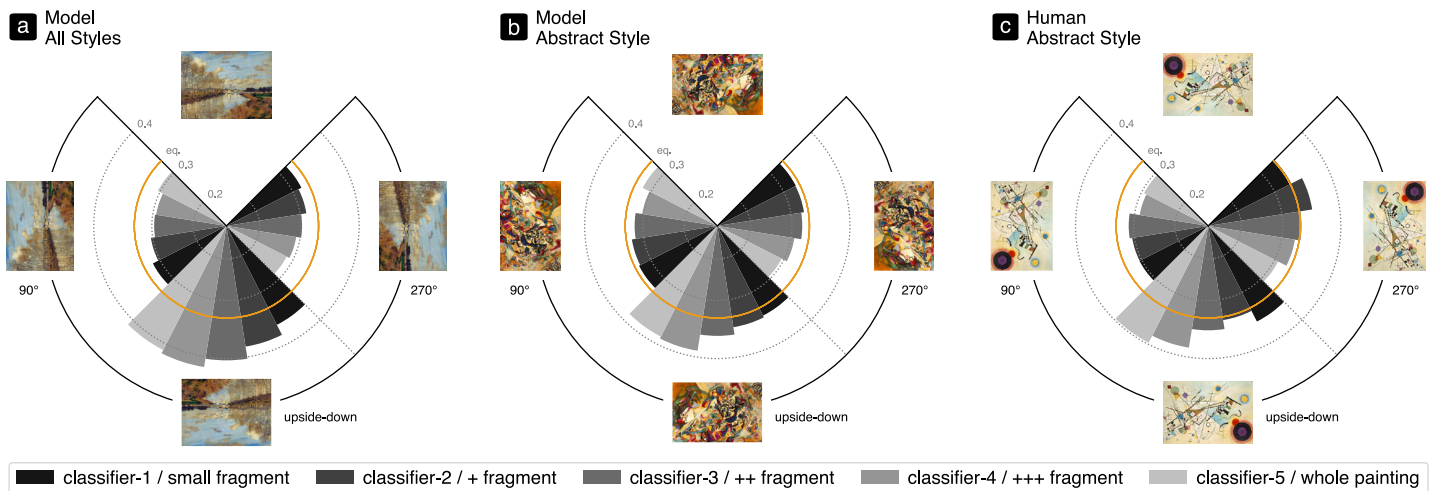 a Model
All Styles
0.4
eq.
0.3
0.2
90°
270°
upside-down
b Model
Abstract Style
0.4
eq.
0.3
0.2
90°
270°
upside-down
c Human
Abstract Style
0.4
eq.
0.3
0.2
90°
270°
upside-down
classifier-1 / small fragment classifier-2 / + fragment classifier-3 / ++ fragment classifier-4 / +++ fragment classifier-5 / whole painting